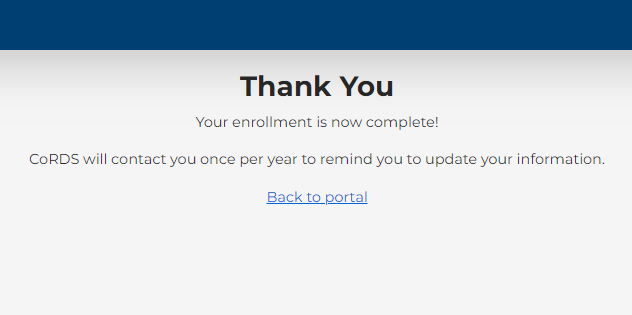 Thank You
Your enrollment is now complete!
CoRDS will contact you once per year to remind you to update your information.
Back to portal